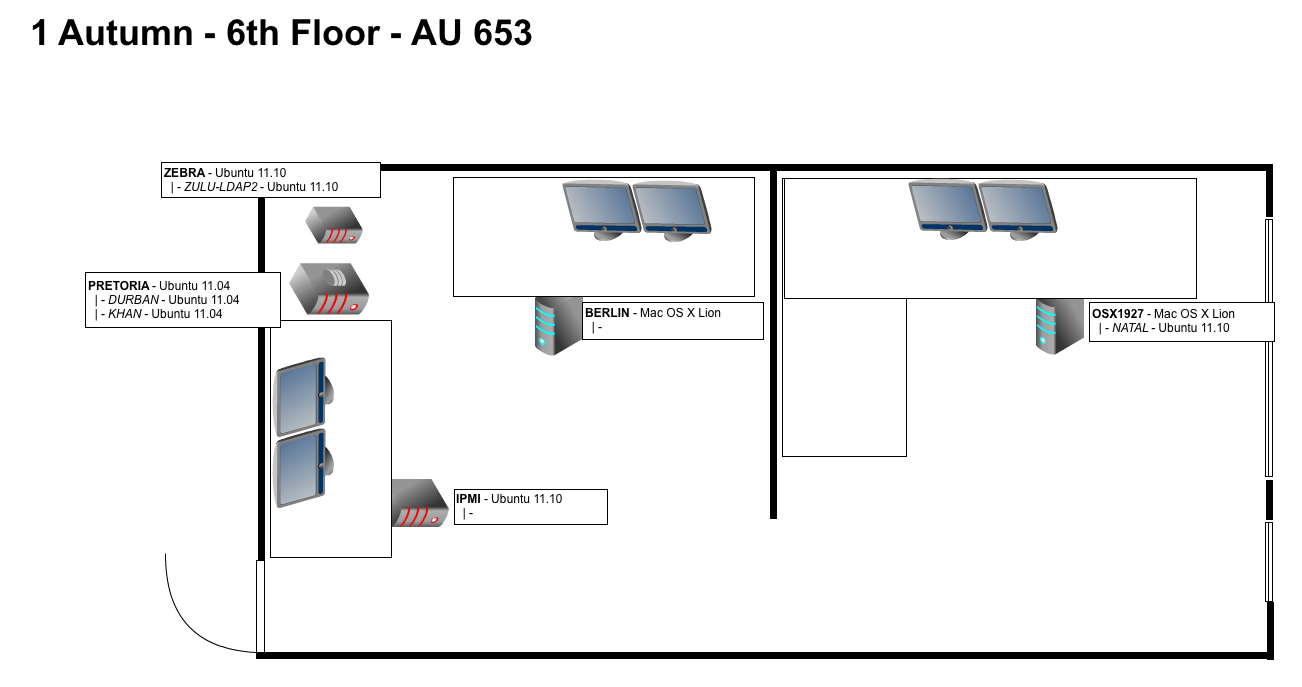 1 Autumn - 6th Floor - AU 653
ZEBRA - Ubuntu 11.10
|- ZULU-LDAP2 - Ubuntu 11.10
PRETORIA - Ubuntu 11.04
|- DURBAN - Ubuntu 11.04
|- KHAN - Ubuntu 11.04
BERLIN - Mac OS X Lion
|-
OSX1927 - Mac OS X Lion
|- NATAL - Ubuntu 11.10
IPMI - Ubuntu 11.10
|-